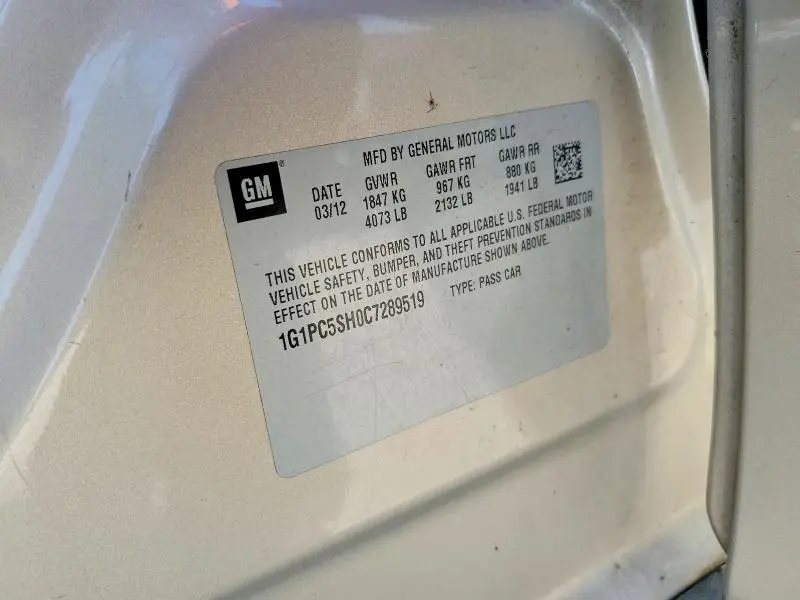 GM®
MFD BY GENERAL MOTORS LLC
DATE GVWR GAWR FRT GAWR RR
03/12 1847 KG 967 KG 880 KG
4073 LB 2132 LB 1941 LB
THIS VEHICLE CONFORMS TO ALL APPLICABLE U.S. FEDERAL MOTOR
VEHICLE SAFETY, BUMPER, AND THEFT PREVENTION STANDARDS IN
EFFECT ON THE DATE OF MANUFACTURE SHOWN ABOVE.
1G1PC5SH0C7289519 TYPE: PASS CAR